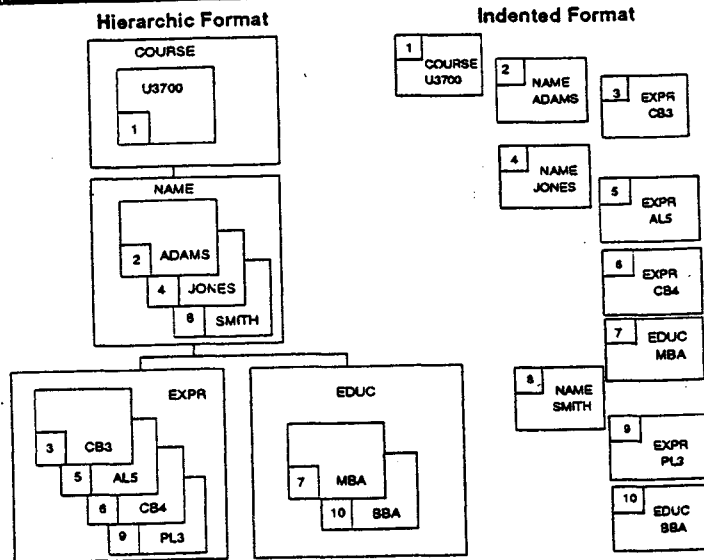 Hierarchic Format
COURSE
U3700
1
NAME
2 ADAMS
4 JONES
8 SMITH
EXPR
3 CB3
5 AL5
6 CB4
9 PL3
EDUC
7 MBA
10 BBA
Indented Format
1
COURSE
U3700
2
NAME
ADAMS
3
EXPR
CB3
4
NAME
JONES
5
EXPR
AL5
6
EXPR
CB4
7
EDUC
MBA
8
NAME
SMITH
9
EXPR
PL3
10
EDUC
BBA